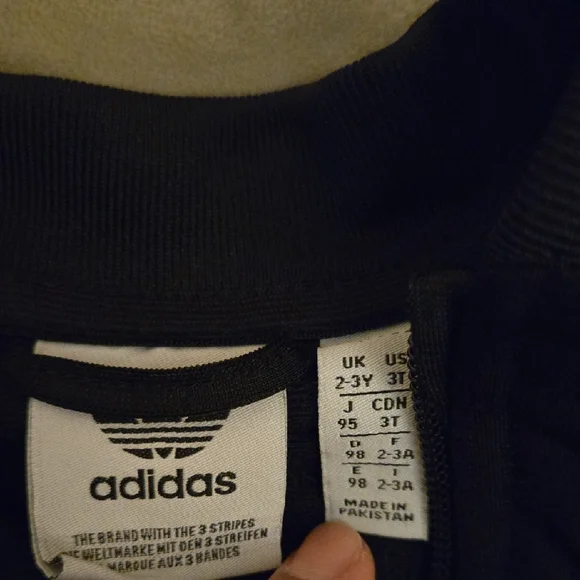 adidas
THE BRAND WITH THE 3 STRIPES
DIE WELTMARKE MIT DEN 3 STREIFEN
MARQUE AUX 3 BANDES
UK US
2-3Y 3T
J CDN
95 3T
D F
98 2-3A
E I
98 2-3A
MADE IN
PAKISTAN